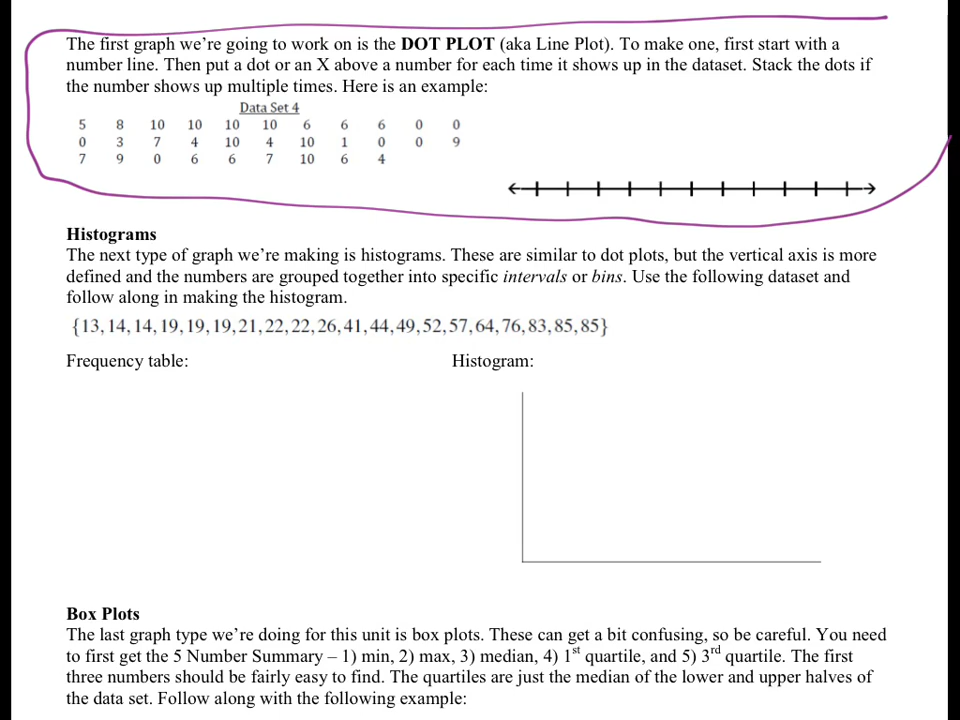 The first graph we're going to work on is the DOT PLOT (aka Line Plot). To make one, first start with a
number line. Then put a dot or an X above a number for each time it shows up in the dataset. Stack the dots if
the number shows up multiple times. Here is an example:
Data Set 4
5 8 10 10 10 10 6 6 6 0 0
0 3 7 4 10 4 10 1 0 0 9
7 9 0 6 6 7 10 6 4
Histograms
The next type of graph we're making is histograms. These are similar to dot plots, but the vertical axis is more
defined and the numbers are grouped together into specific intervals or bins. Use the following dataset and
follow along in making the histogram.
{13,14,14,19,19,19,21,22,22,26,41,44,49,52,57,64,76,83,85,85}
Frequency table: Histogram:
Box Plots
The last graph type we're doing for this unit is box plots. These can get a bit confusing, so be careful. You need
to first get the 5 Number Summary – 1) min, 2) max, 3) median, 4) 1st quartile, and 5) 3rd quartile. The first
three numbers should be fairly easy to find. The quartiles are just the median of the lower and upper halves of
the data set. Follow along with the following example: